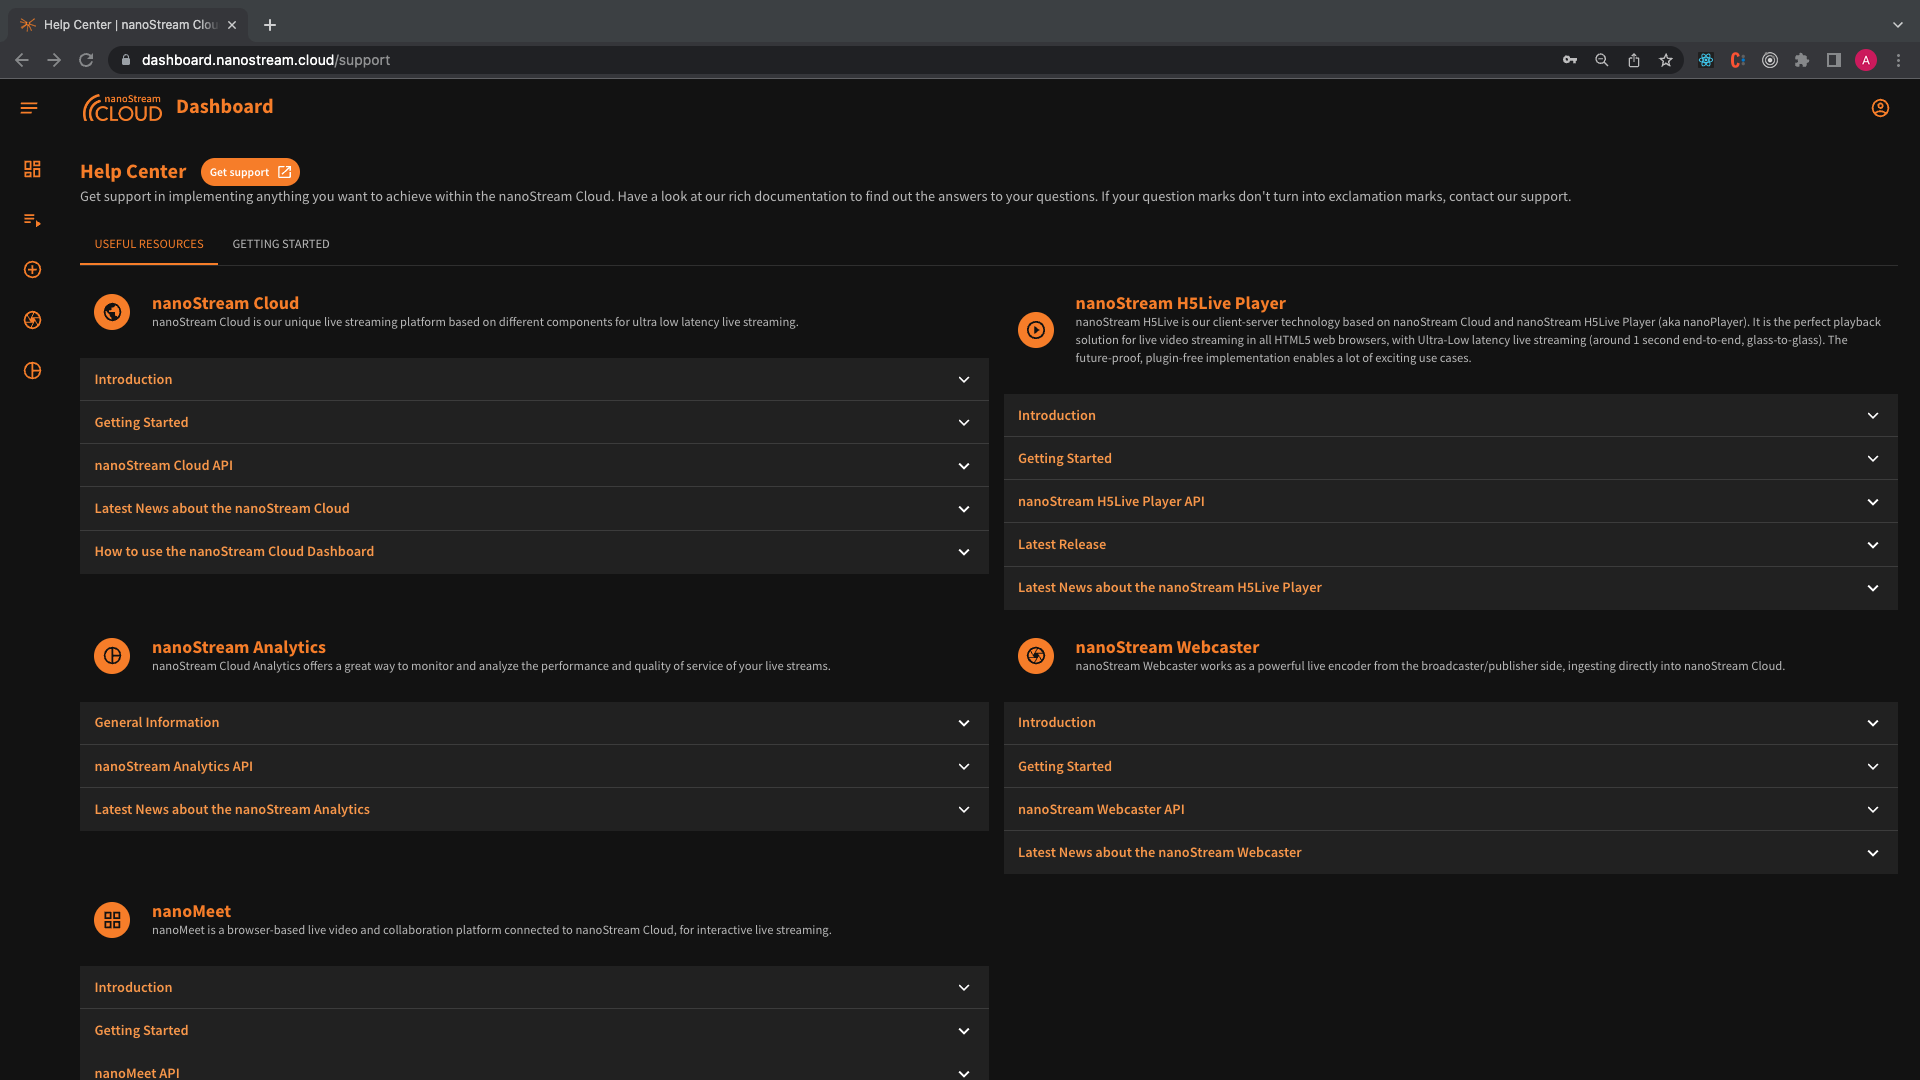 Help Center | nanoStream Clou
dashboard.nanostream.cloud/support
A
nanoStream
CLOUD
Dashboard
Help Center
Get support
Get support in implementing anything you want to achieve within the nanoStream Cloud. Have a look at our rich documentation to find out the answers to your questions. If your question marks don't turn into exclamation marks, contact our support.
USEFUL RESOURCES
GETTING STARTED
nanoStream Cloud
nanoStream Cloud is our unique live streaming platform based on different components for ultra low latency live streaming.
Introduction
Getting Started
nanoStream Cloud API
Latest News about the nanoStream Cloud
How to use the nanoStream Cloud Dashboard
nanoStream H5Live Player
nanoStream H5Live is our client-server technology based on nanoStream Cloud and nanoStream H5Live Player (aka nanoPlayer). It is the perfect playback
solution for live video streaming in all HTML5 web browsers, with Ultra-Low latency live streaming (around 1 second end-to-end, glass-to-glass). The
future-proof, plugin-free implementation enables a lot of exciting use cases.
Introduction
Getting Started
nanoStream H5Live Player API
Latest Release
Latest News about the nanoStream H5Live Player
nanoStream Analytics
nanoStream Cloud Analytics offers a great way to monitor and analyze the performance and quality of service of your live streams.
General Information
nanoStream Analytics API
Latest News about the nanoStream Analytics
nanoStream Webcaster
nanoStream Webcaster works as a powerful live encoder from the broadcaster/publisher side, ingesting directly into nanoStream Cloud.
Introduction
Getting Started
nanoStream Webcaster API
Latest News about the nanoStream Webcaster
nanoMeet
nanoMeet is a browser-based live video and collaboration platform connected to nanoStream Cloud, for interactive live streaming.
Introduction
Getting Started
nanoMeet API